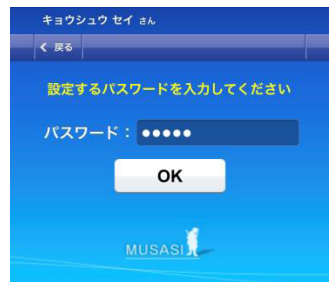 キョウシュウ セイ さん
< 戻る
設定するパスワードを入力してください
パスワード： ●●●●●
OK
MUSASI